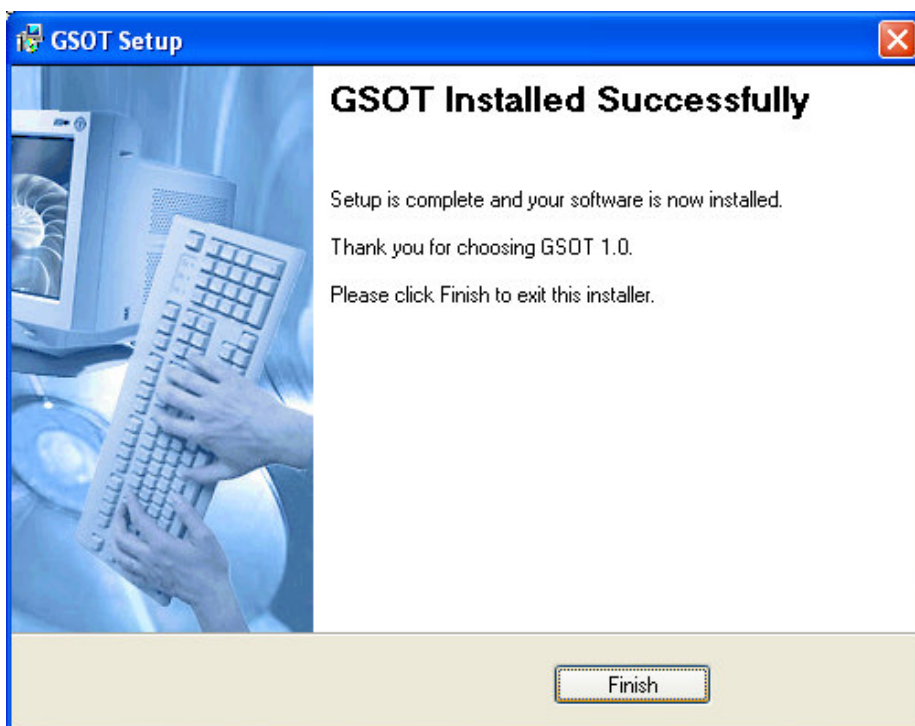 GSOT Setup
GSOT Installed Successfully
Setup is complete and your software is now installed.
Thank you for choosing GSOT 1.0.
Please click Finish to exit this installer.
Finish